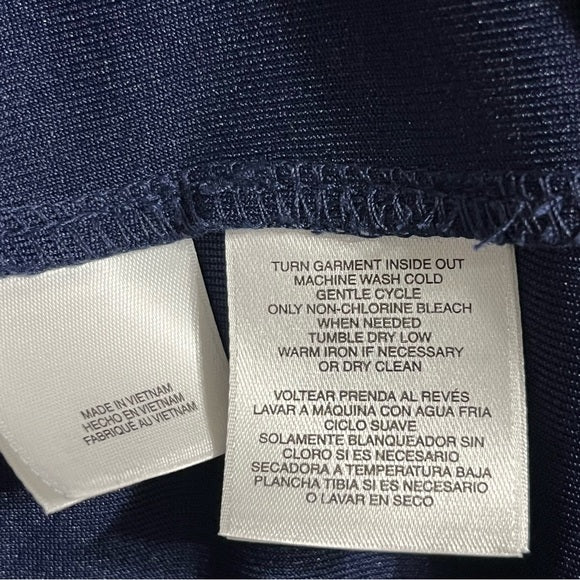 MADE IN VIETNAM
HECHO EN VIETNAM
FABRIQUÉ AU VIETNAM
TURN GARMENT INSIDE OUT
MACHINE WASH COLD
GENTLE CYCLE
ONLY NON-CHLORINE BLEACH
WHEN NEEDED
TUMBLE DRY LOW
WARM IRON IF NECESSARY
OR DRY CLEAN
VOLTEAR PRENDA AL REVÉS
LAVAR A MÁQUINA CON AGUA FRIA
CICLO SUAVE
SOLAMENTE BLANQUEADOR SIN
CLORO SI ES NECESARIO
SECADORA A TEMPERATURA BAJA
PLANCHA TIBIA SI ES NECESARIO
O LAVAR EN SECO